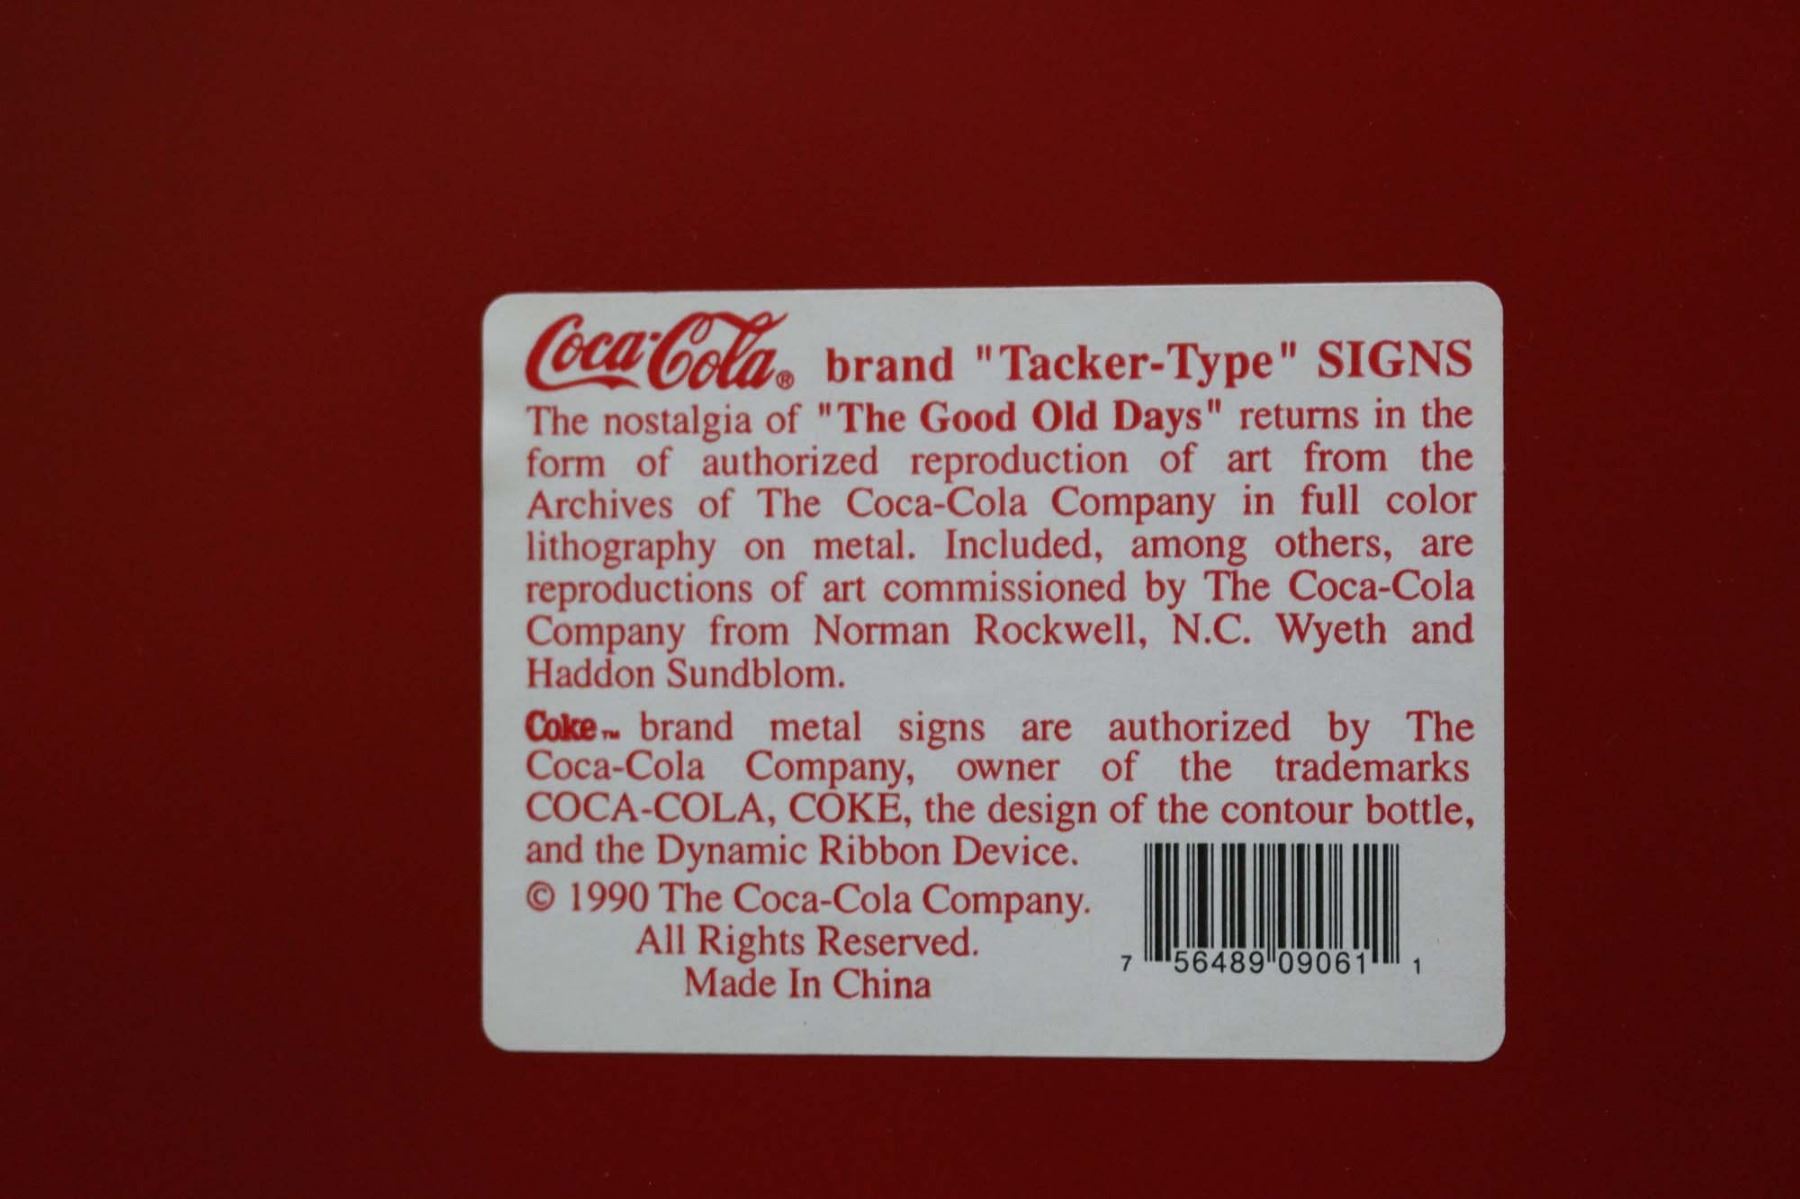 Coca-Cola® brand "Tacker-Type" SIGNS
The nostalgia of "The Good Old Days" returns in the
form of authorized reproduction of art from the
Archives of The Coca-Cola Company in full color
lithography on metal. Included, among others, are
reproductions of art commissioned by The Coca-Cola
Company from Norman Rockwell, N.C. Wyeth and
Haddon Sundblom.
Coke™ brand metal signs are authorized by The
Coca-Cola Company, owner of the trademarks
COCA-COLA, COKE, the design of the contour bottle,
and the Dynamic Ribbon Device.
© 1990 The Coca-Cola Company.
All Rights Reserved.
Made In China
7 56489 09061 1